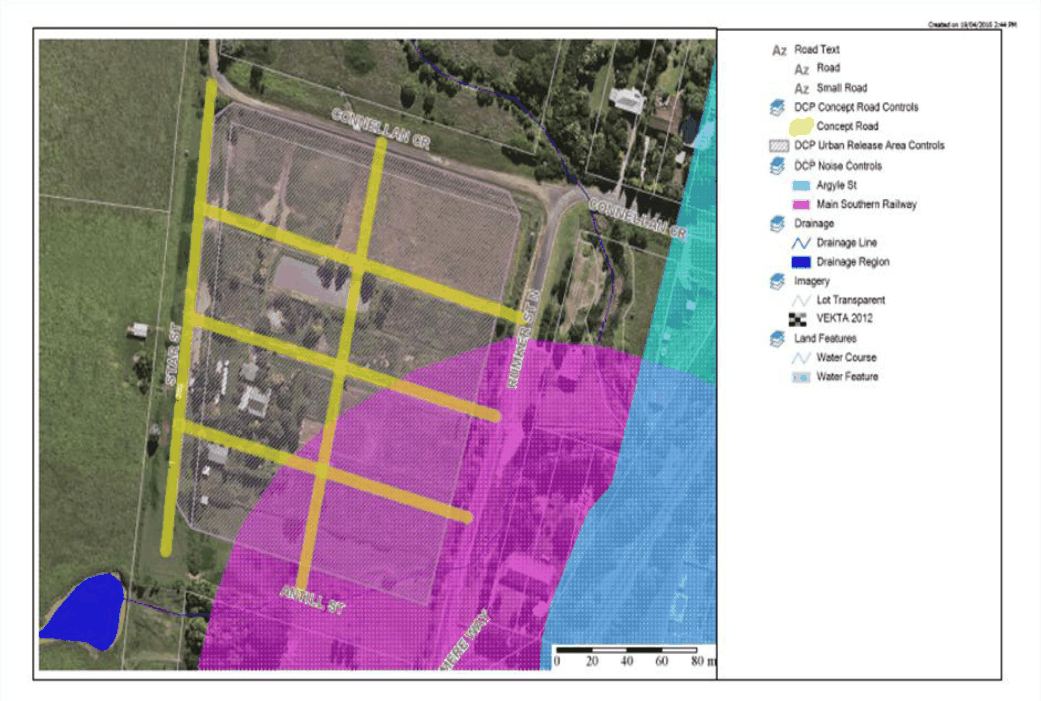 Created on 19/04/2016 2:44 PM
CONNELLAN CR
CONNELLAN CR
STAR ST
RUMKER ST N
ANTILL ST
MERE WAY
0 20 40 60 80 m
Az Road Text
Az Road
Az Small Road
DCP Concept Road Controls
Concept Road
DCP Urban Release Area Controls
DCP Noise Controls
Argyle St
Main Southern Railway
Drainage
Drainage Line
Drainage Region
Imagery
Lot Transparent
VEKTA 2012
Land Features
Water Course
Water Feature